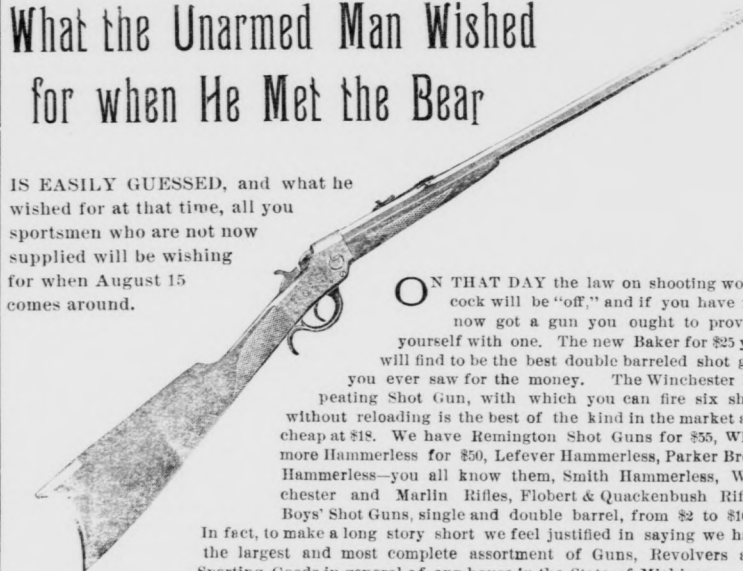 What the Unarmed Man Wished
for when He Met the Bear
IS EASILY GUESSED, and what he
wished for at that time, all you
sportsmen who are not now
supplied will be wishing
for when August 15
comes around.
ON THAT DAY the law on shooting
cock will be "off," and if you have
now got a gun you ought to
yourself with one. The new Baker for $25
will find to be the best double barreled shot
you ever saw for the money. The Winchester
peating Shot Gun, with which you can fire six
without reloading is the best of the kind in the market
cheap at $18. We have Remington Shot Guns for $55,
more Hammerless for $50, Lefever Hammerless, Parker
Hammerless—you all know them, Smith Hammerless,
chester and Marlin Rifles, Flobert & Quackenbush
Boys' Shot Guns, single and double barrel, from $2 to
In fact, to make a long story short we feel justified in saying we
the largest and most complete assortment of Guns, Revolvers